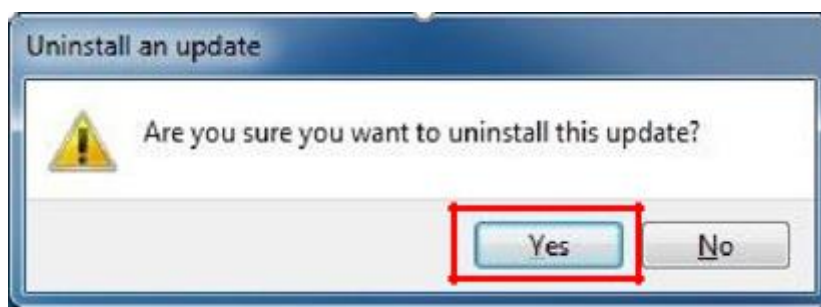 Uninstall an update
Are you sure you want to uninstall this update?
Yes No